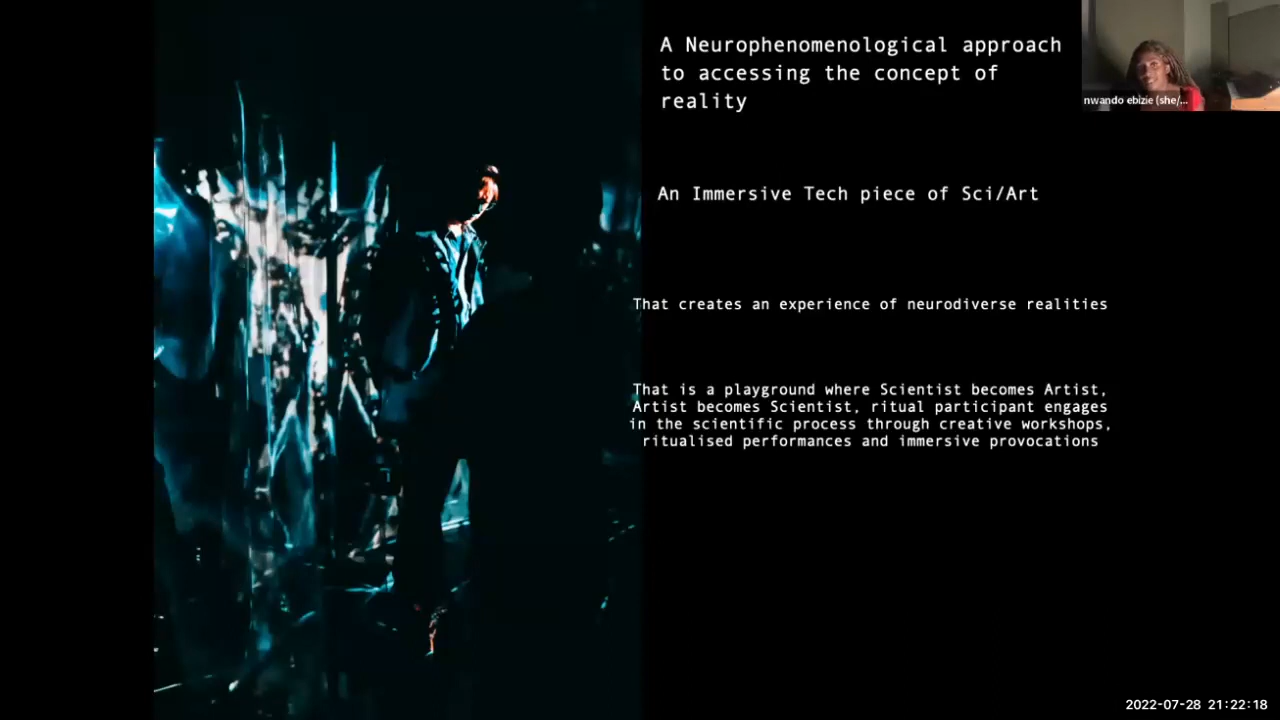 A Neurophenomenological approach
to accessing the concept of
reality
nwando ebizie (she/...
An Immersive Tech piece of Sci/Art
That creates an experience of neurodiverse realities
That is a playground where Scientist becomes Artist,
Artist becomes Scientist, ritual participant engages
in the scientific process through creative workshops,
ritualised performances and immersive provocations
2022-07-28 21:22:18